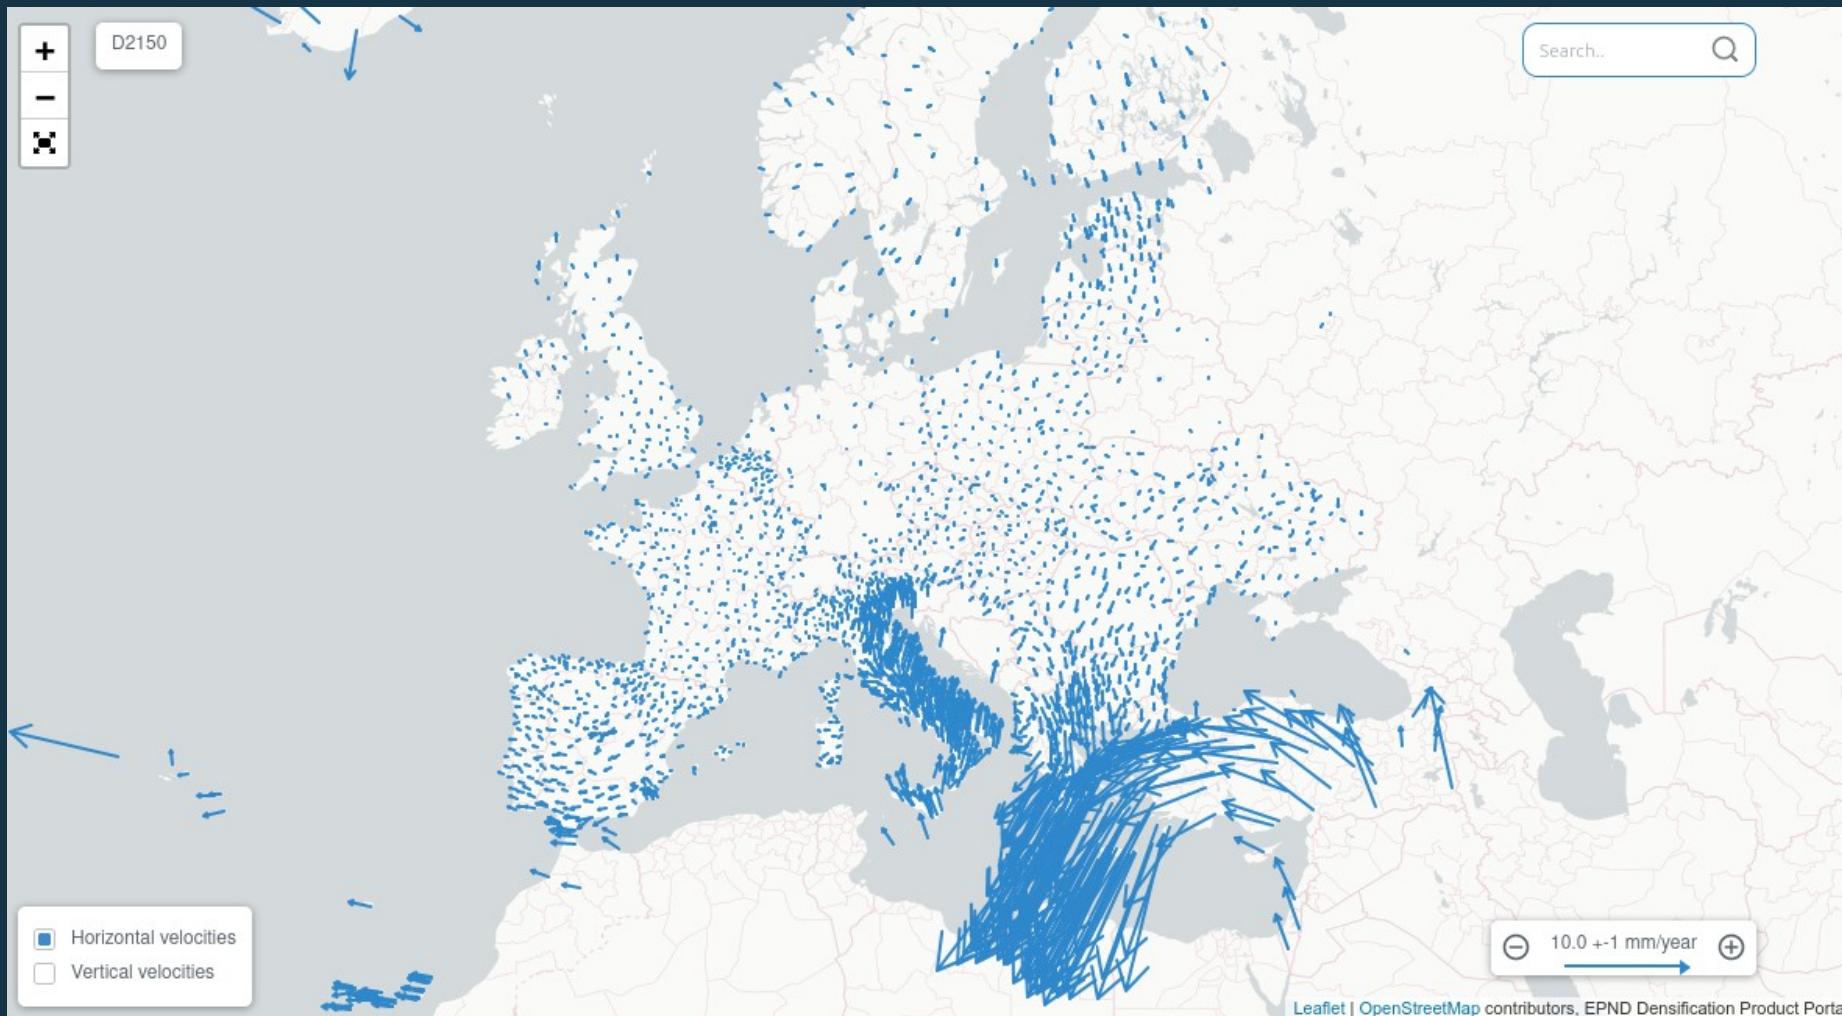 +
D2150
Search..
−
Horizontal velocities
Vertical velocities
10.0 +-1 mm/year
Leaflet | OpenStreetMap contributors, EPND Densification Product Porta